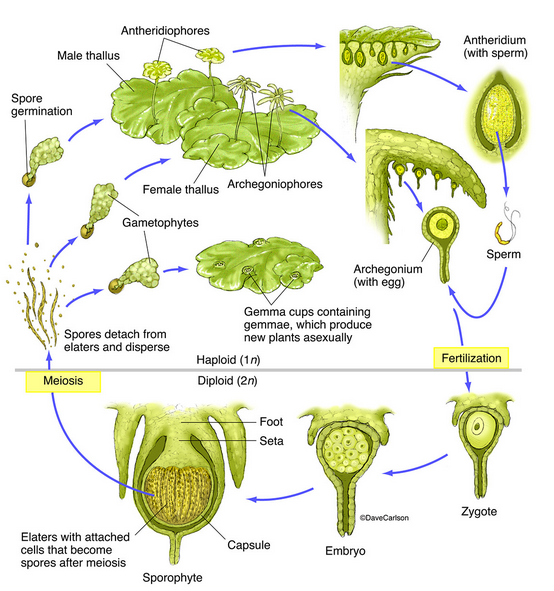 Antheridiophores
Male thallus
Antheridium
(with sperm)
Spore
germination
Female thallus
Archegoniophores
Gametophytes
Archegonium
(with egg)
Sperm
Gemma cups containing
gemmae, which produce
new plants asexually
Spores detach from
elaters and disperse
Haploid (1n)
Fertilization
Meiosis
Diploid (2n)
Foot
Seta
Zygote
©DaveCarlson
Elaters with attached
cells that become
spores after meiosis
Capsule
Embryo
Sporophyte